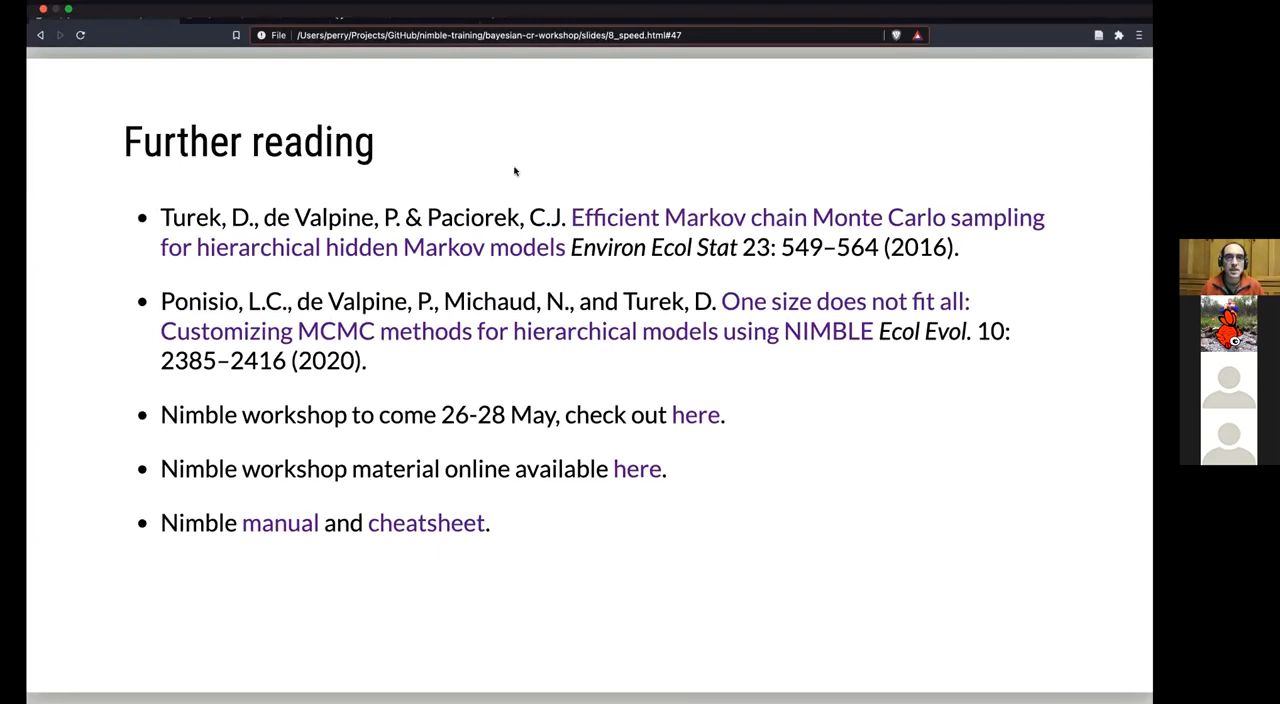 File /Users/perry/Projects/GitHub/nimble-training/bayesian-cr-workshop/slides/8_speed.html#47
Further reading
• Turek, D., de Valpine, P. & Paciorek, C.J. Efficient Markov chain Monte Carlo sampling
for hierarchical hidden Markov models Environ Ecol Stat 23: 549–564 (2016).
• Ponisio, L.C., de Valpine, P., Michaud, N., and Turek, D. One size does not fit all:
Customizing MCMC methods for hierarchical models using NIMBLE Ecol Evol. 10:
2385–2416 (2020).
• Nimble workshop to come 26-28 May, check out here.
• Nimble workshop material online available here.
• Nimble manual and cheatsheet.